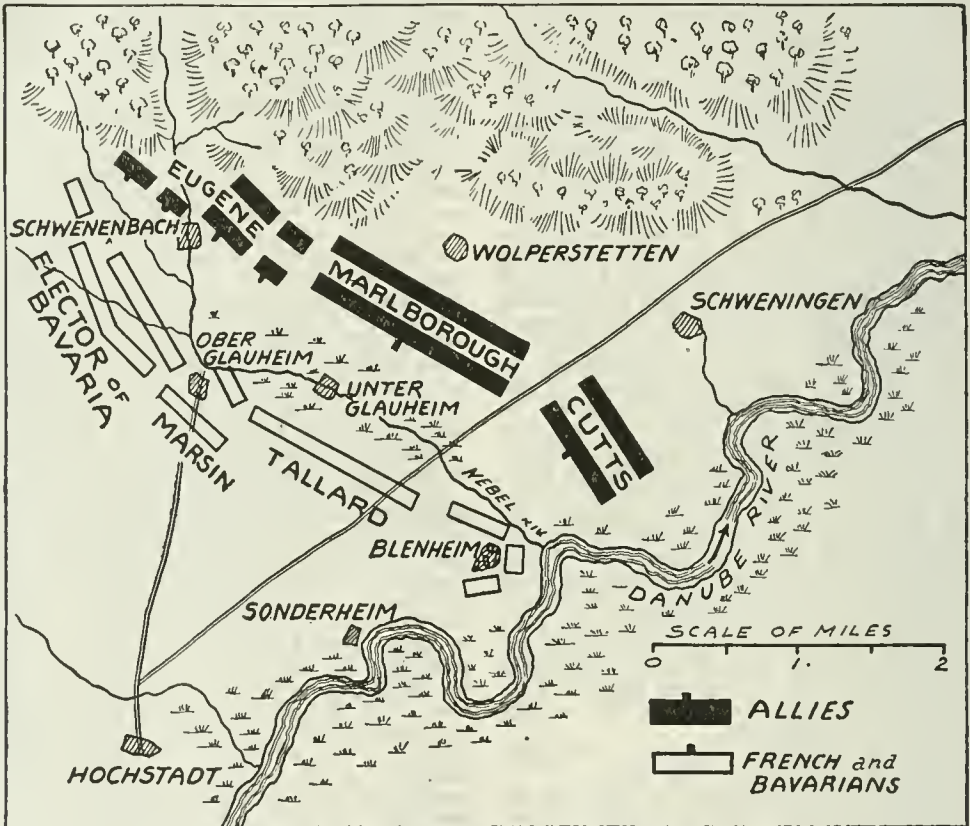 EUGENE
SCHWENENBACH
WOLPERSTETTEN
MARLBOROUGH
SCHWENINGEN
ELECTOR OF
BAVARIA
OBER
GLAUHEIM
UNTER
GLAUHEIM
CUTTS
MARSIN
TALLARD
NEBEL RIV.
BLENHEIM
DANUBE RIVER
SONDERHEIM
SCALE OF MILES
0 1. 2
ALLIES
HOCHSTADT
FRENCH and
BAVARIANS